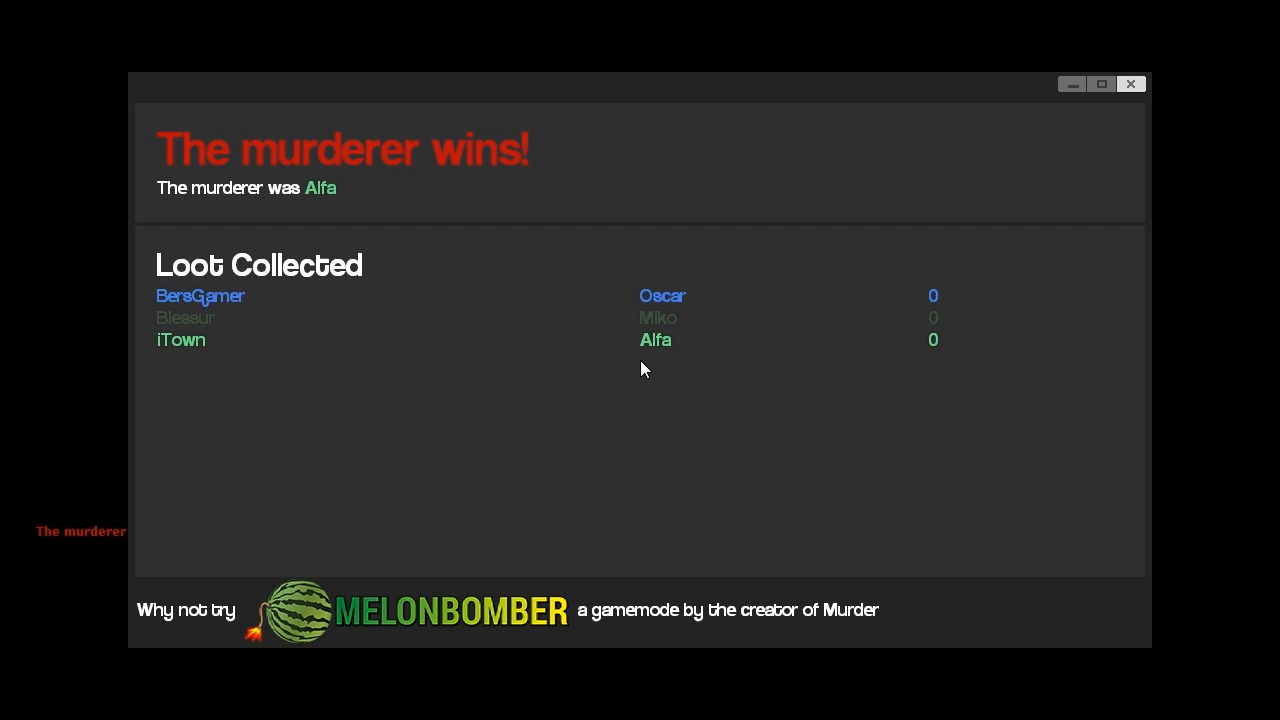 The murderer wins!
The murderer was Alfa
Loot Collected
BersGamer Oscar 0
Blessur Miko 0
iTown Alfa 0
The murderer
Why not try MELONBOMBER a gamemode by the creator of Murder